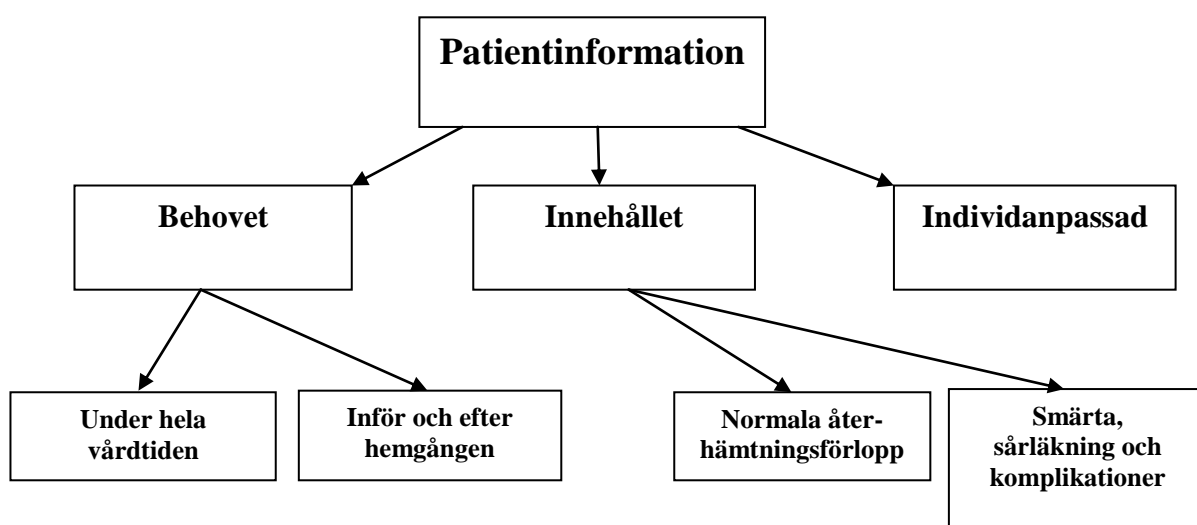 Patientinformation
Behovet
Innehållet
Individanpassad
Under hela
vårdtiden
Inför och efter
hemgången
Normala åter-
hämtningsförlopp
Smärta,
sårläkning och
komplikationer